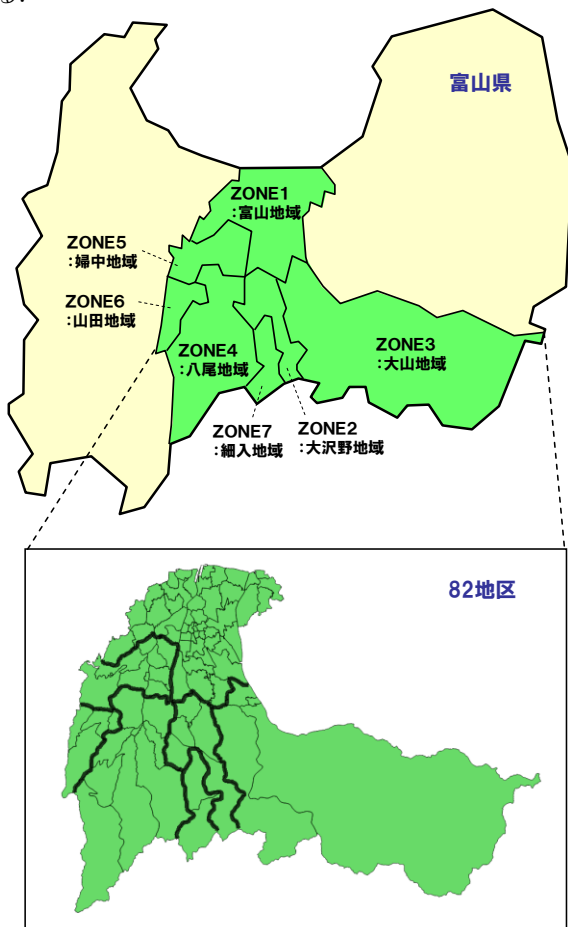 富山県
ZONE1
:富山地域
ZONE5
:婦中地域
ZONE6
:山田地域
ZONE4
:八尾地域
ZONE3
:大山地域
ZONE7
:細入地域
ZONE2
:大沢野地域
82地区